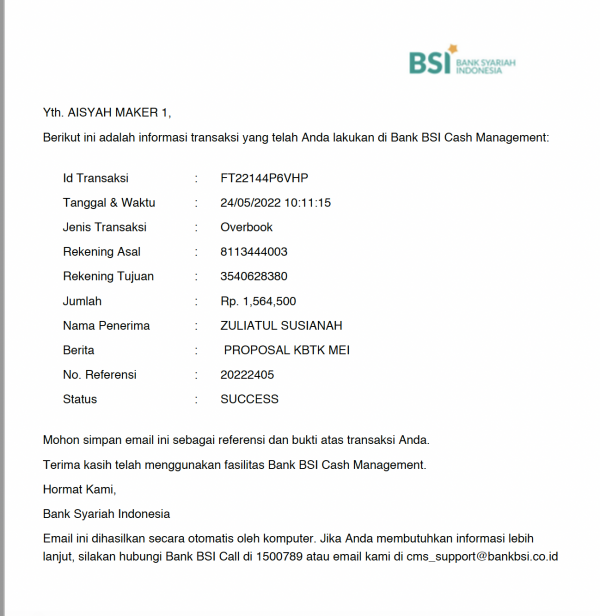 BSI BANK SYARIAH
INDONESIA
Yth. AISYAH MAKER 1,
Berikut ini adalah informasi transaksi yang telah Anda lakukan di Bank BSI Cash Management:
Id Transaksi : FT22144P6VHP
Tanggal & Waktu : 24/05/2022 10:11:15
Jenis Transaksi : Overbook
Rekening Asal : 8113444003
Rekening Tujuan : 3540628380
Jumlah : Rp. 1,564,500
Nama Penerima : ZULIATUL SUSIANAH
Berita : PROPOSAL KBTK MEI
No. Referensi : 20222405
Status : SUCCESS
Mohon simpan email ini sebagai referensi dan bukti atas transaksi Anda.
Terima kasih telah menggunakan fasilitas Bank BSI Cash Management.
Hormat Kami,
Bank Syariah Indonesia
Email ini dihasilkan secara otomatis oleh komputer. Jika Anda membutuhkan informasi lebih
lanjut, silakan hubungi Bank BSI Call di 1500789 atau email kami di cms_support@bankbsi.co.id